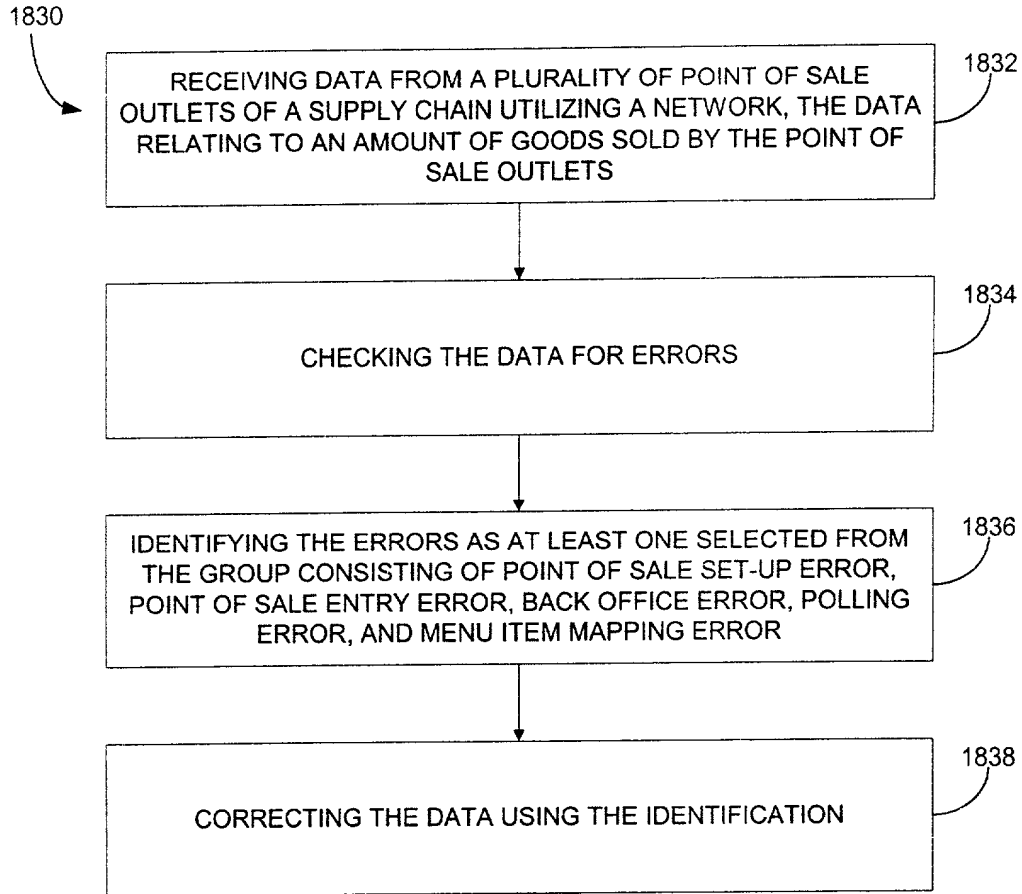 1830
RECEIVING DATA FROM A PLURALITY OF POINT OF SALE
OUTLETS OF A SUPPLY CHAIN UTILIZING A NETWORK, THE DATA
RELATING TO AN AMOUNT OF GOODS SOLD BY THE POINT OF
SALE OUTLETS
1832
CHECKING THE DATA FOR ERRORS
1834
IDENTIFYING THE ERRORS AS AT LEAST ONE SELECTED FROM
THE GROUP CONSISTING OF POINT OF SALE SET-UP ERROR,
POINT OF SALE ENTRY ERROR, BACK OFFICE ERROR, POLLING
ERROR, AND MENU ITEM MAPPING ERROR
1836
CORRECTING THE DATA USING THE IDENTIFICATION
1838